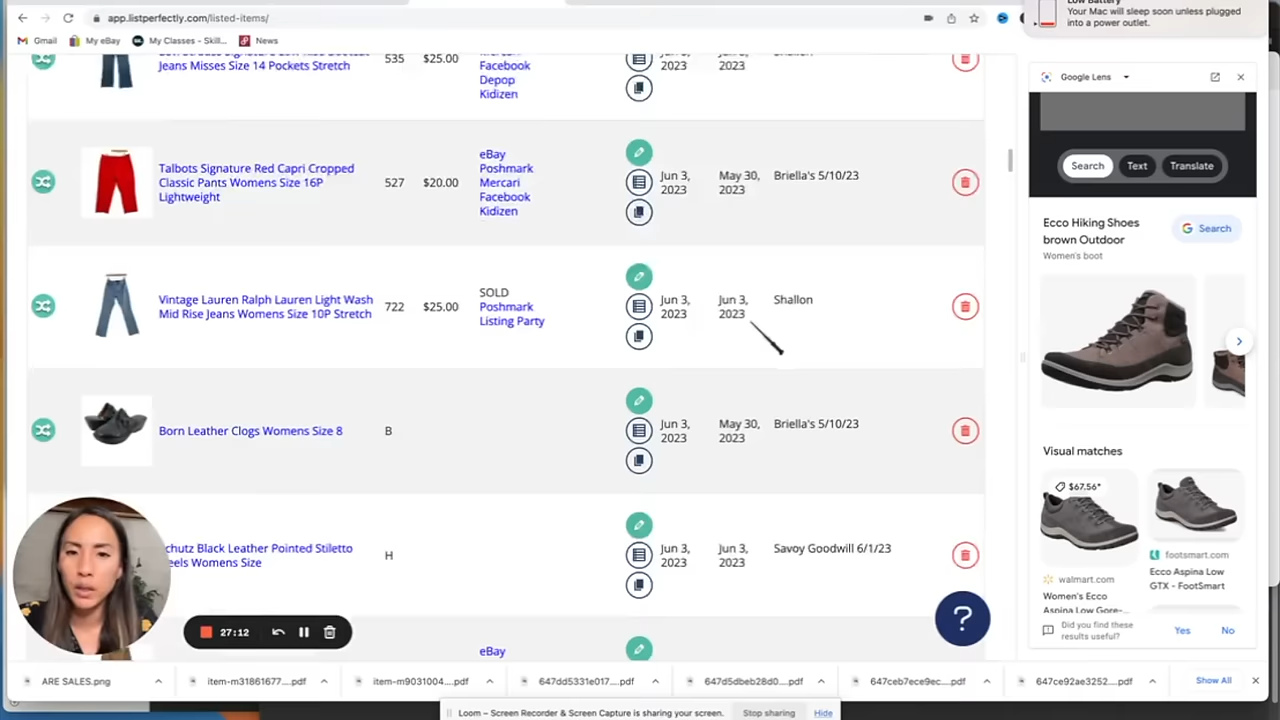 app.listperfectly.com/listed-items/
Low Battery
Your Mac will sleep soon unless plugged
into a power outlet.
Gmail
My eBay
My Classes - Skill...
News
Jeans Misses Size 14 Pockets Stretch
535
$25.00
Mercari
Facebook
Depop
Kidizen
Jun 3,
2023
Jun 3,
2023
Shallon
Talbots Signature Red Capri Cropped
Classic Pants Womens Size 16P
Lightweight
527
$20.00
eBay
Poshmark
Mercari
Facebook
Kidizen
Jun 3,
2023
May 30,
2023
Briella's 5/10/23
Vintage Lauren Ralph Lauren Light Wash
Mid Rise Jeans Womens Size 10P Stretch
722
$25.00
SOLD
Poshmark
Listing Party
Jun 3,
2023
Jun 3,
2023
Shallon
Born Leather Clogs Womens Size 8
B
Jun 3,
2023
May 30,
2023
Briella's 5/10/23
chutz Black Leather Pointed Stiletto
eels Womens Size
H
Jun 3,
2023
Jun 3,
2023
Savoy Goodwill 6/1/23
eBay
27:12
?
Google Lens
Search
Text
Translate
Ecco Hiking Shoes
brown Outdoor
Women's boot
Search
Visual matches
$67.56*
walmart.com
Women's Ecco
Aspina Low Gore-...
footsmart.com
Ecco Aspina Low
GTX - FootSmart
Did you find these
results useful?
Yes
No
ARE SALES.png
item-m31861677....pdf
item-m9031004....pdf
647dd5331e017....pdf
647d5dbeb28d0....pdf
647ceb7ece9ec....pdf
647ce92ae3252....pdf
Show All
Loom – Screen Recorder & Screen Capture is sharing your screen.
Stop sharing
Hide